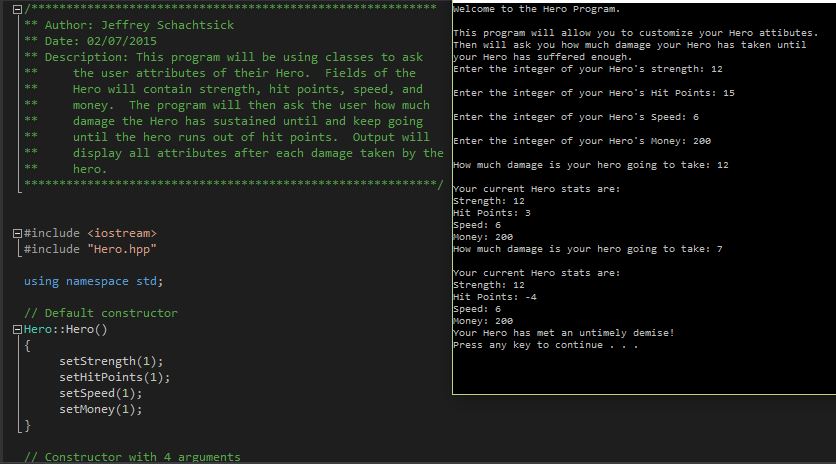 /**********************************************************
** Author: Jeffrey Schachtsick
** Date: 02/07/2015
** Description: This program will be using classes to ask
**     the user attributes of their Hero.  Fields of the
**     Hero will contain strength, hit points, speed, and
**     money.  The program will then ask the user how much
**     damage the Hero has sustained until and keep going
**     until the hero runs out of hit points.  Output will
**     display all attributes after each damage taken by the
**     hero.
***********************************************************/
#include <iostream>
#include "Hero.hpp"
using namespace std;
// Default constructor
Hero::Hero()
{
     setStrength(1);
     setHitPoints(1);
     setSpeed(1);
     setMoney(1);
}
// Constructor with 4 arguments
Welcome to the Hero Program.
This program will allow you to customize your Hero attibutes.
Then will ask you how much damage your Hero has taken until
your Hero has suffered enough.
Enter the integer of your Hero's strength: 12
Enter the integer of your Hero's Hit Points: 15
Enter the integer of your Hero's Speed: 6
Enter the integer of your Hero's Money: 200
How much damage is your hero going to take: 12
Your current Hero stats are:
Strength: 12
Hit Points: 3
Speed: 6
Money: 200
How much damage is your hero going to take: 7
Your current Hero stats are:
Strength: 12
Hit Points: -4
Speed: 6
Money: 200
Your Hero has met an untimely demise!
Press any key to continue . . .